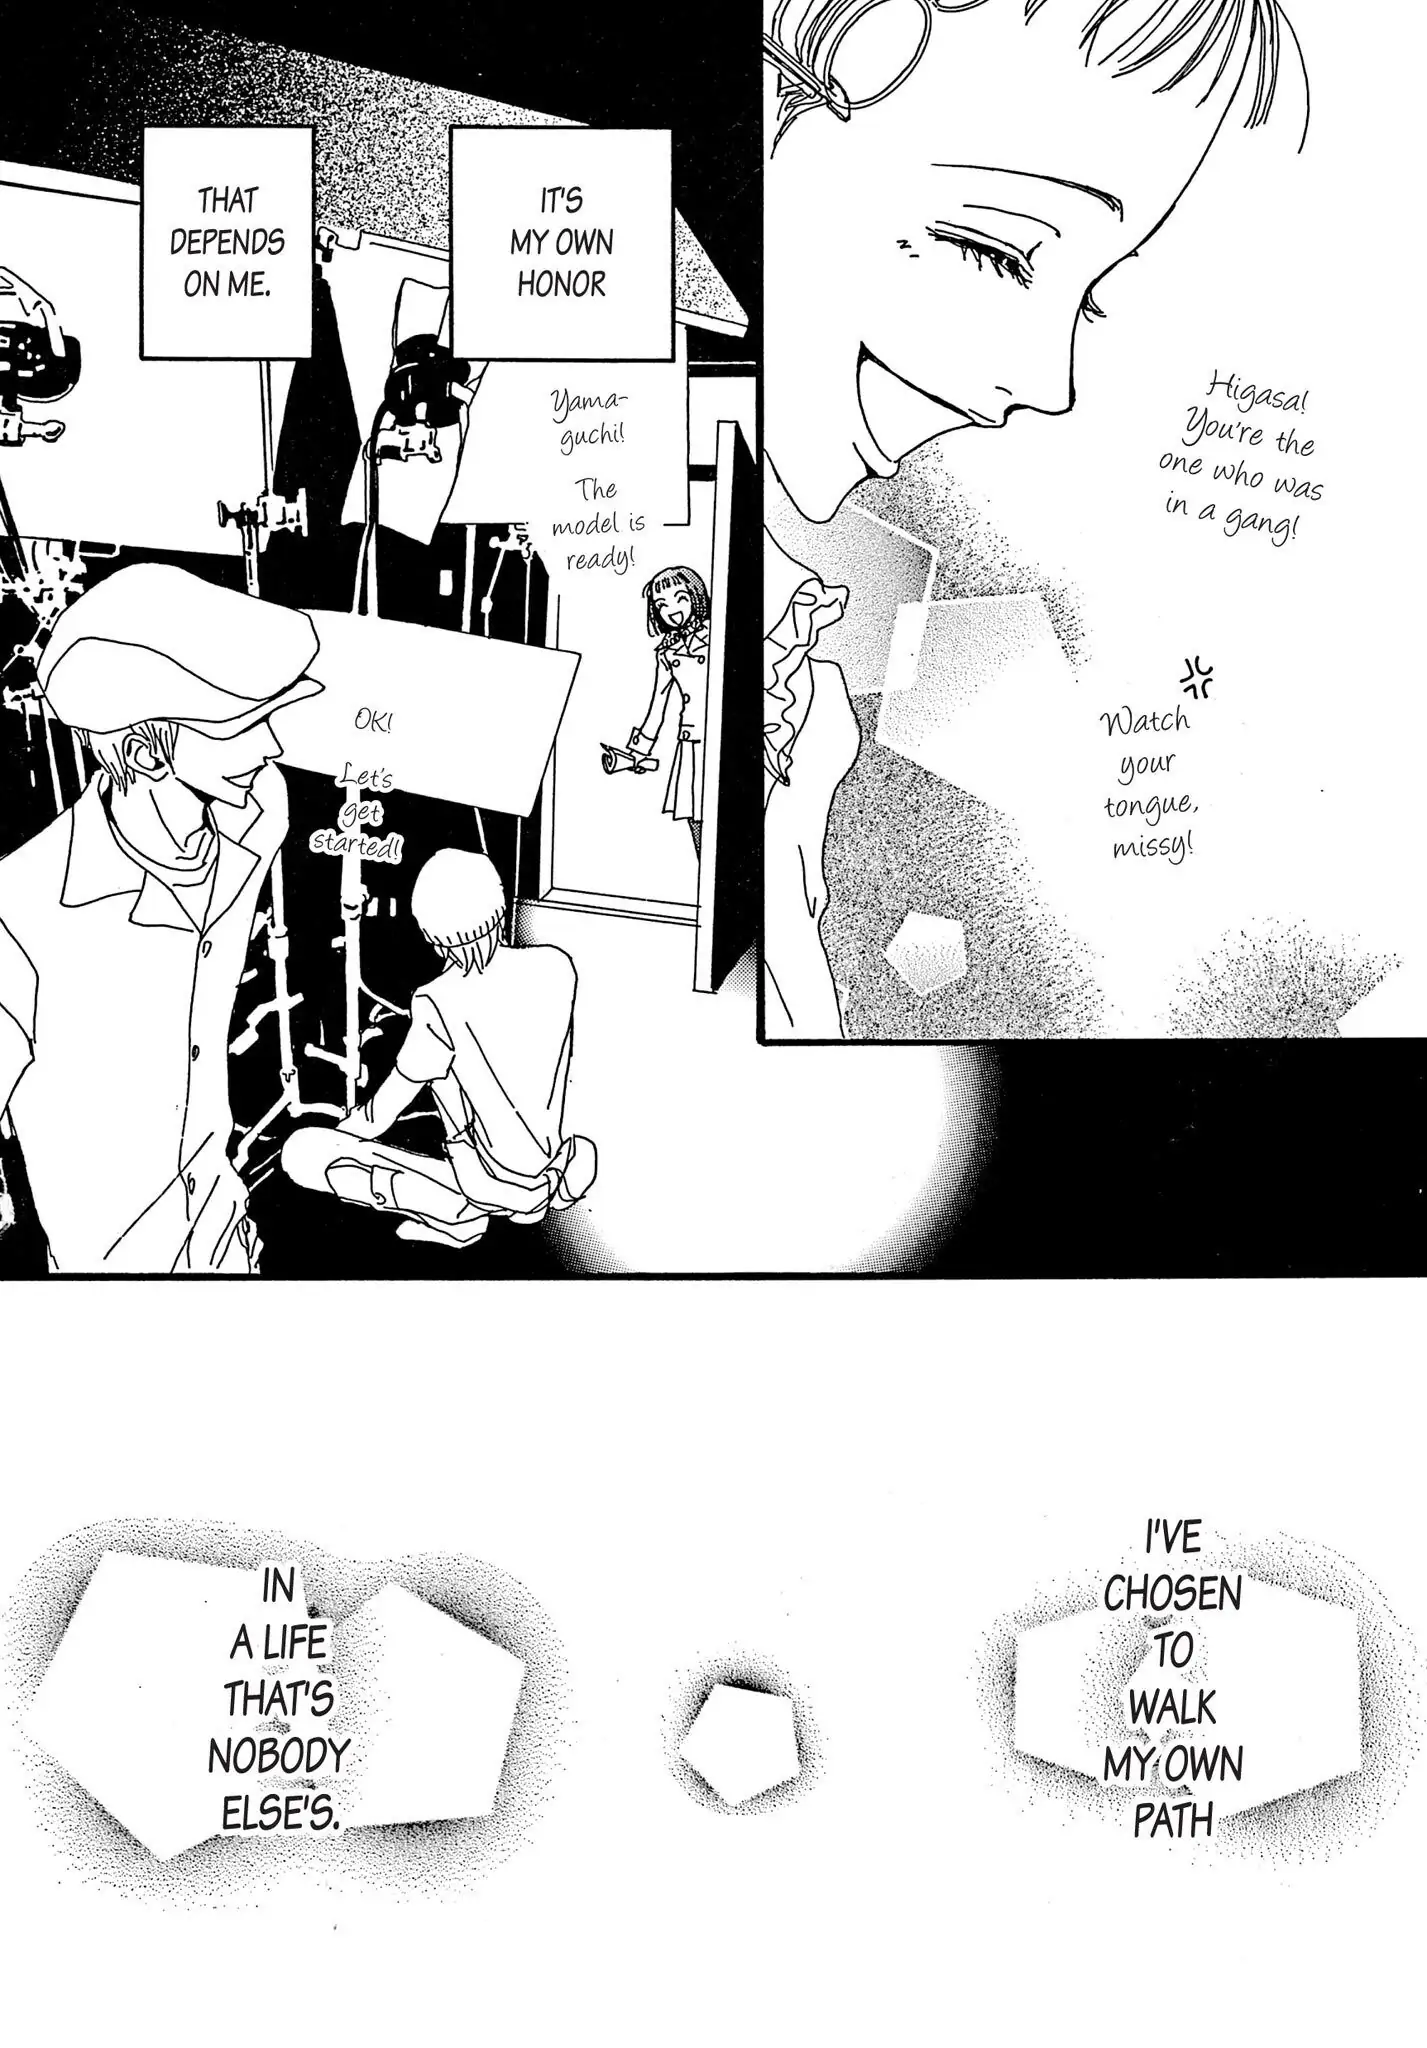 Higasa!
You're the
one who was
in a gang!
Watch
your
tongue,
missy!
IT'S
MY OWN
HONOR
THAT
DEPENDS
ON ME.
Yama-
guchi!
The
model is
ready!
OK!
Let's
get
started!
I'VE
CHOSEN
TO
WALK
MY OWN
PATH
IN
A LIFE
THAT'S
NOBODY
ELSE'S.